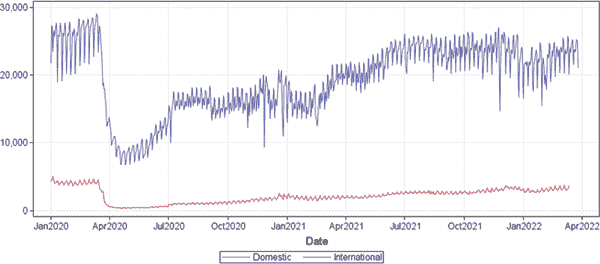 30,000
20,000
10,000
0
Jan2020 Apr2020 Jul2020 Oct2020 Jan2021 Apr2021 Jul2021 Oct2021 Jan2022 Apr2022
Date
Domestic International